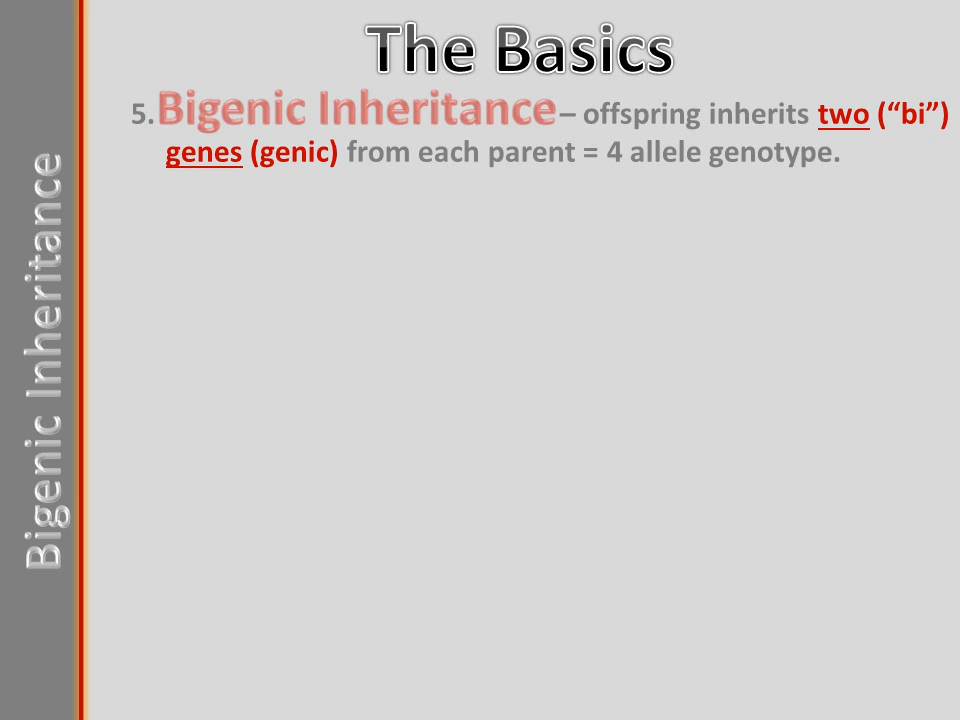 The Basics
5. Bigenic Inheritance – offspring inherits two (“bi”)
genes (genic) from each parent = 4 allele genotype.
Bigenic Inheritance